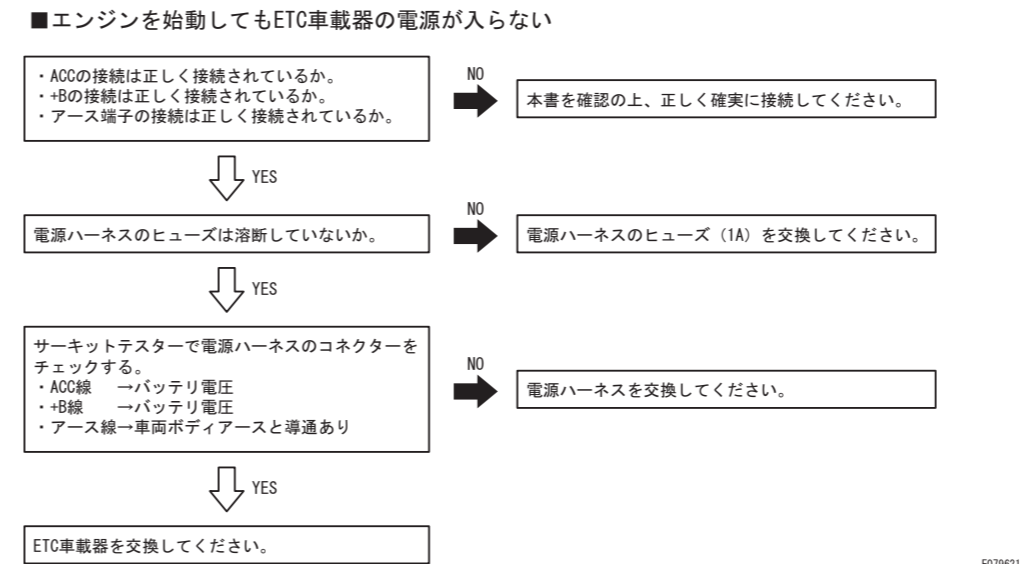 ■エンジンを始動してもETC車載器の電源が入らない
・ACCの接続は正しく接続されているか。
・+Bの接続は正しく接続されているか。
・アース端子の接続は正しく接続されているか。
NO
本書を確認の上、正しく確実に接続してください。
YES
電源ハーネスのヒューズは溶断していないか。
NO
電源ハーネスのヒューズ（1A）を交換してください。
YES
サーキットテスターで電源ハーネスのコネクターを
チェックする。
・ACC線　→バッテリ電圧
・+B線　→バッテリ電圧
・アース線→車両ボディアースと導通あり
NO
電源ハーネスを交換してください。
YES
ETC車載器を交換してください。